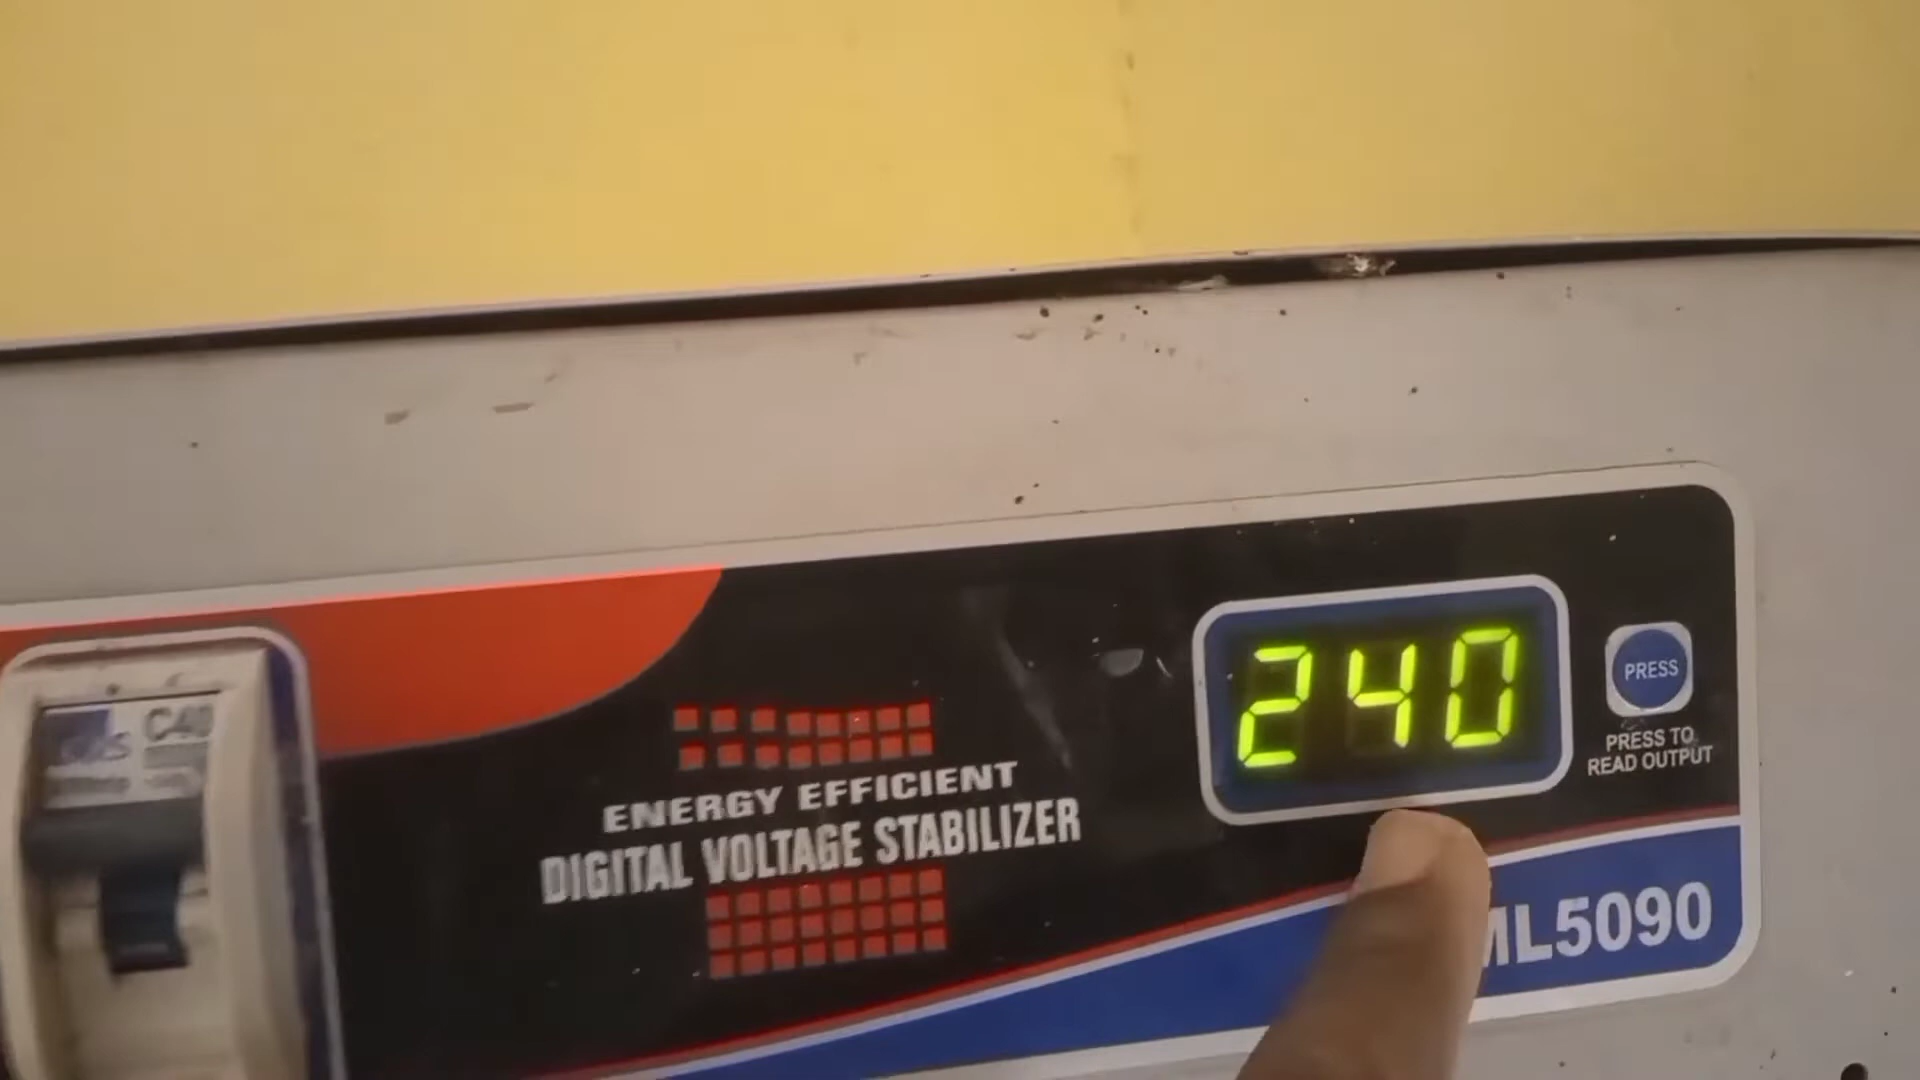 C40
240
PRESS
PRESS TO
READ OUTPUT
ENERGY EFFICIENT
DIGITAL VOLTAGE STABILIZER
ML5090